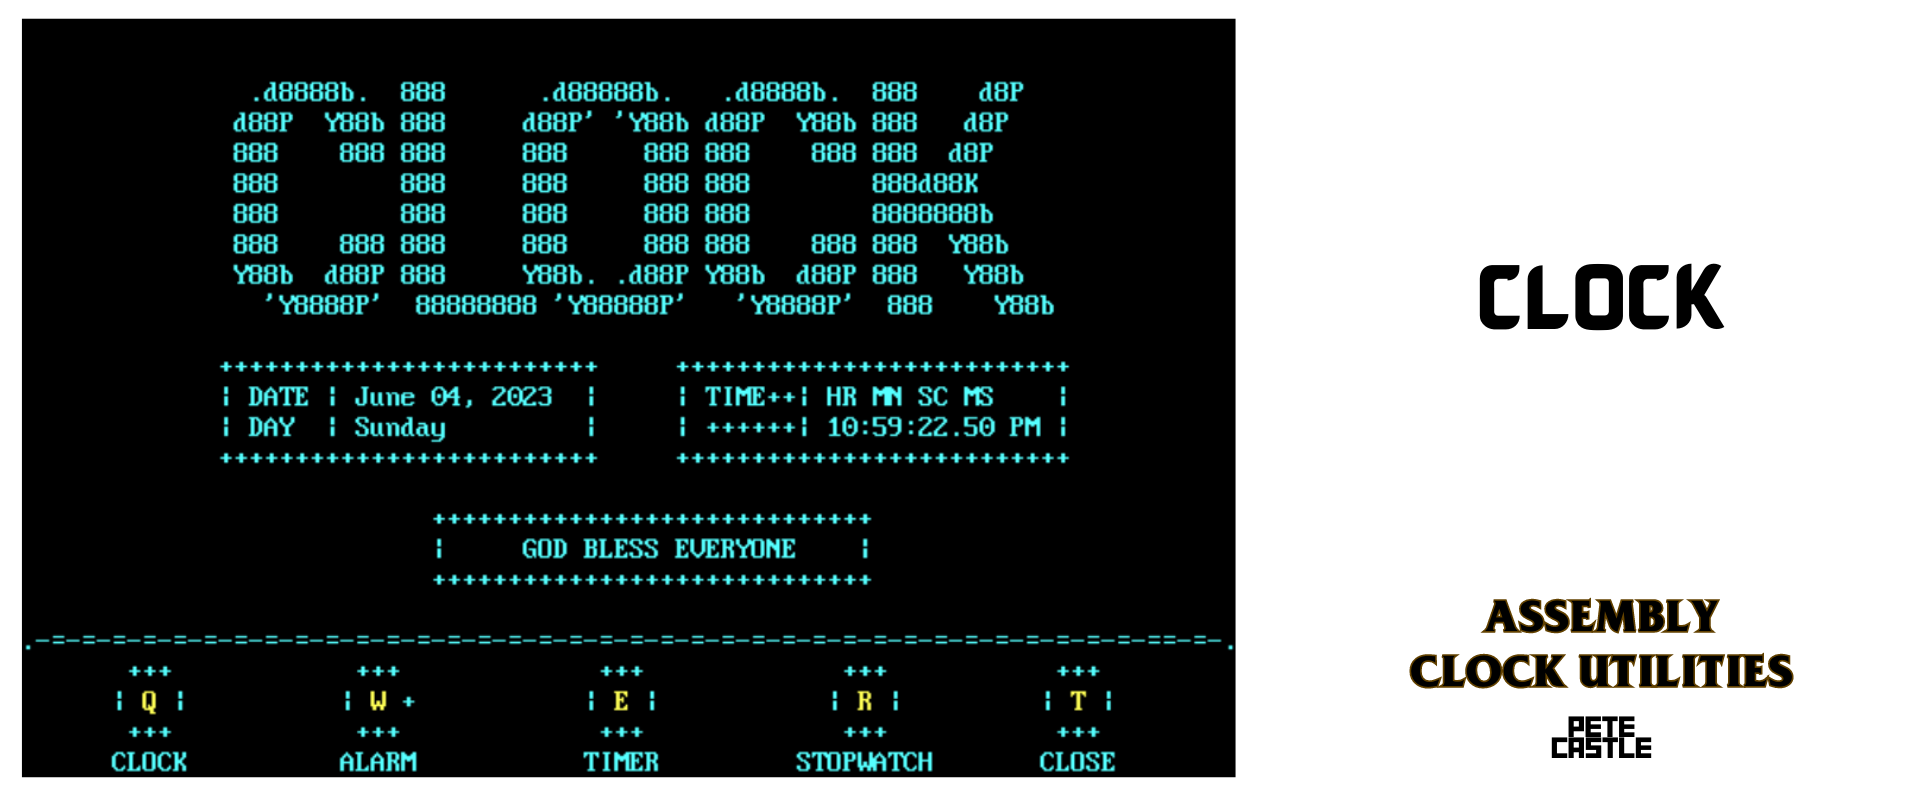 .d8888b.  888      .d88888b.   .d8888b.  888    d8P
d88P  Y88b 888     d88P' 'Y88b d88P  Y88b 888   d8P
888    888 888     888     888 888    888 888  d8P
888        888     888     888 888        888d88K
888        888     888     888 888        8888888b
888    888 888     888     888 888    888 888  Y88b
Y88b  d88P 888     Y88b. .d88P Y88b  d88P 888   Y88b
'Y8888P'  88888888 'Y88888P'   'Y8888P'  888    Y88b
+++++++++++++++++++++++++     ++++++++++++++++++++++++++
| DATE | June 04, 2023  |     | TIME++| HR MN SC MS    |
| DAY  | Sunday         |     | ++++++| 10:59:22.50 PM |
+++++++++++++++++++++++++     ++++++++++++++++++++++++++
+++++++++++++++++++++++++++++
|     GOD BLESS EVERYONE    |
+++++++++++++++++++++++++++++
.-=-=-=-=-=-=-=-=-=-=-=-=-=-=-=-=-=-=-=-=-=-=-=-=-=-=-=-=-=-=-=-=-=-=-=-=-==-=-.
+++ +++ +++ +++ +++
| Q | | W + | E | | R | | T |
+++ +++ +++ +++ +++
CLOCK ALARM TIMER STOPWATCH CLOSE
CLOCK
ASSEMBLY
CLOCK UTILITIES
PETE
CASTLE